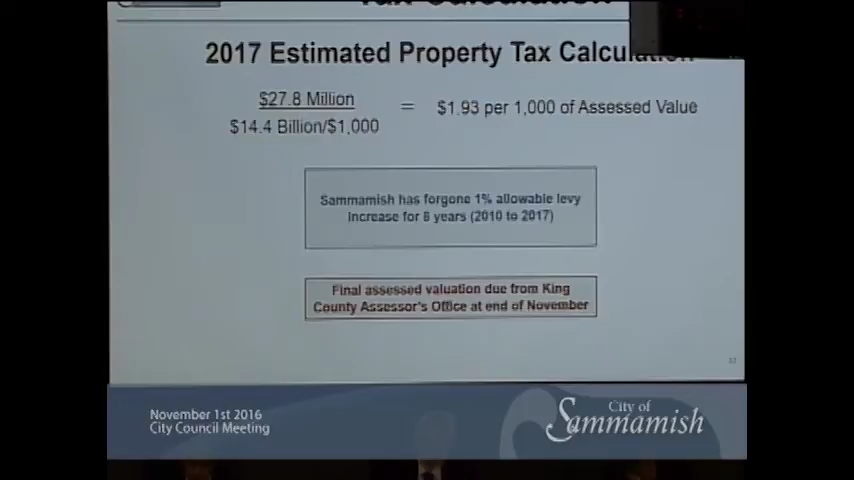 Tax Calculation
2017 Estimated Property Tax Calculation
$27.8 Million
=
$1.93 per 1,000 of Assessed Value
$14.4 Billion/$1,000
Sammamish has forgone 1% allowable levy
Increase for 8 years (2010 to 2017)
Final assessed valuation due from King
County Assessor's Office at end of November
November 1st 2016
City Council Meeting
City of
Sammamish